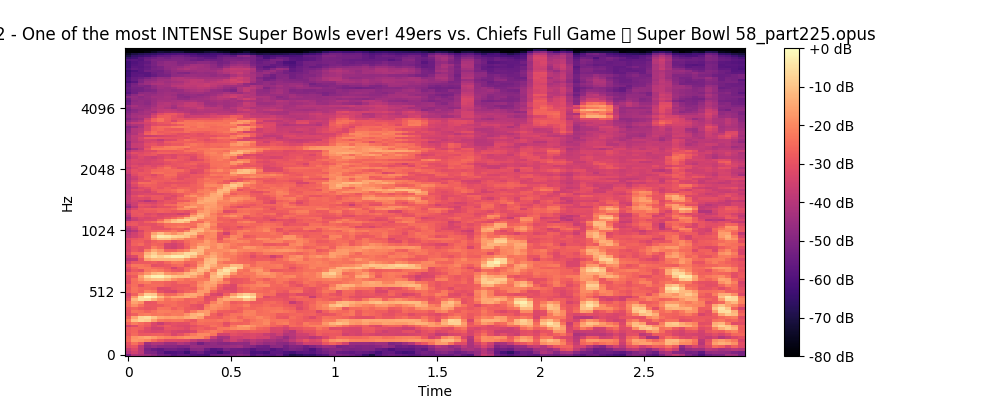 2 - One of the most INTENSE Super Bowls ever! 49ers vs. Chiefs Full Game ▯ Super Bowl 58_part225.opus
+0 dB
-10 dB
-20 dB
-30 dB
-40 dB
-50 dB
-60 dB
-70 dB
-80 dB
4096
2048
1024
512
0
Hz
0 0.5 1 1.5 2 2.5
Time